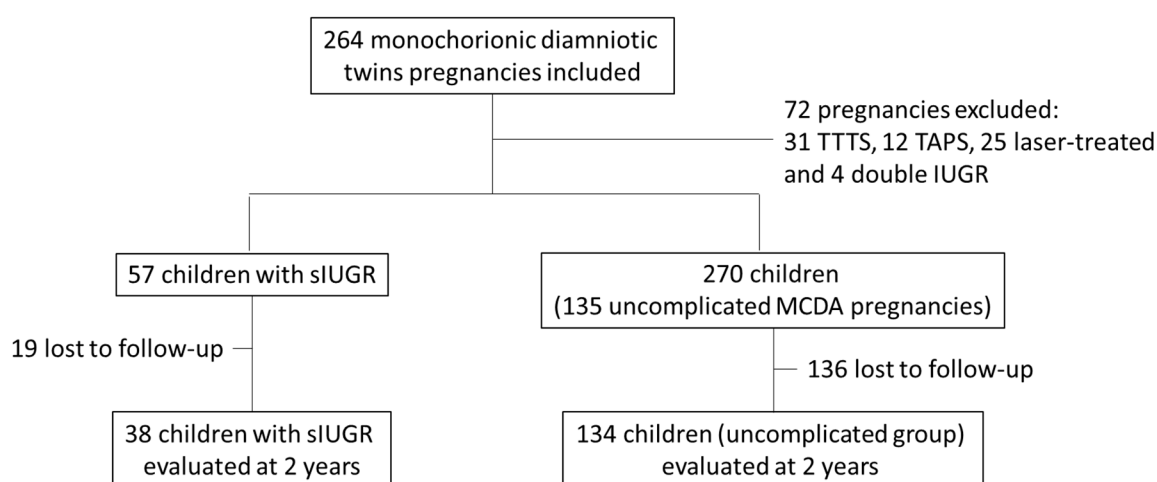 264 monochorionic diamniotic
twins pregnancies included
72 pregnancies excluded:
31 TTTS, 12 TAPS, 25 laser-treated
and 4 double IUGR
57 children with sIUGR
270 children
(135 uncomplicated MCDA pregnancies)
19 lost to follow-up
136 lost to follow-up
38 children with sIUGR
evaluated at 2 years
134 children (uncomplicated group)
evaluated at 2 years